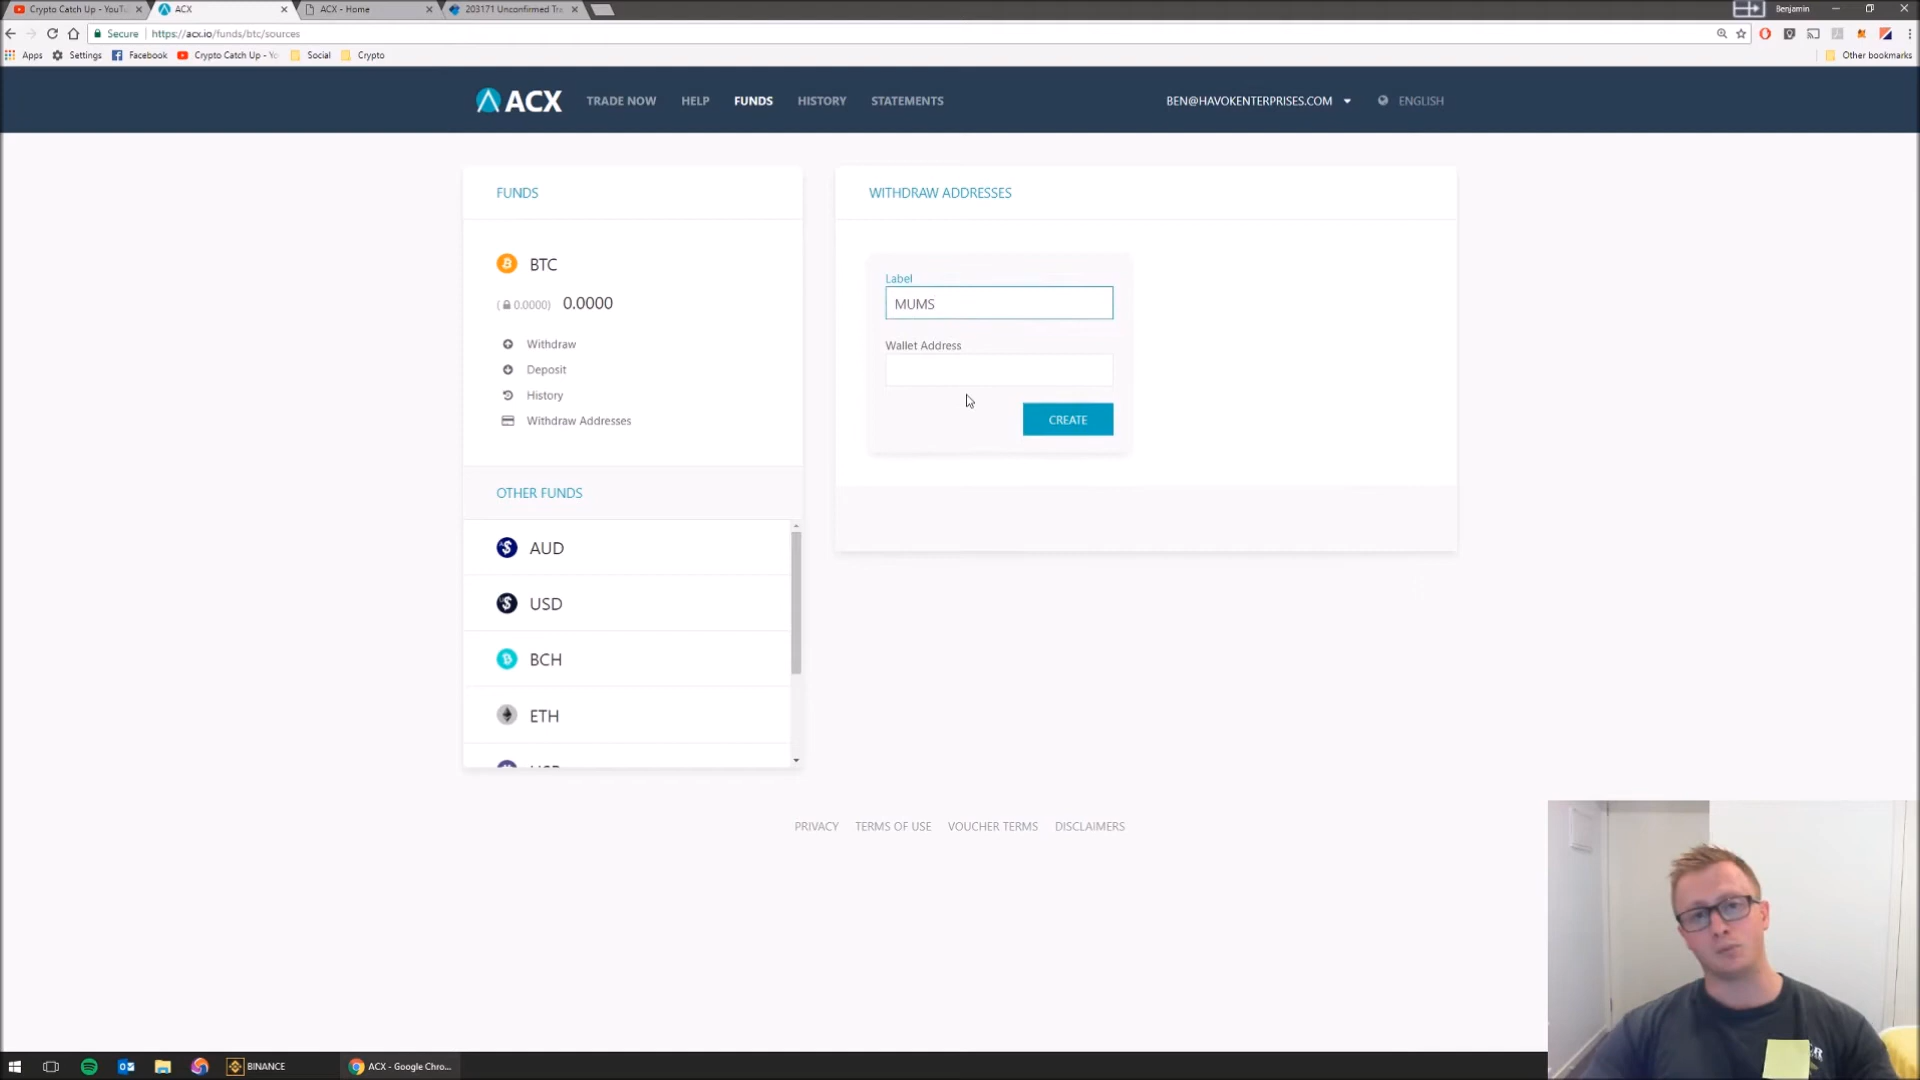 Crypto Catch Up - YouTu
ACX
ACX - Home
203171 Unconfirmed Tra
Benjamin
Secure
https://acx.io/funds/btc/sources
Apps
Settings
Facebook
Crypto Catch Up - Yo
Social
Crypto
Other bookmarks
ACX
TRADE NOW
HELP
FUNDS
HISTORY
STATEMENTS
BEN@HAVOKENTERPRISES.COM
ENGLISH
FUNDS
BTC
( 0.0000) 0.0000
Withdraw
Deposit
History
Withdraw Addresses
OTHER FUNDS
AUD
USD
BCH
ETH
WITHDRAW ADDRESSES
Label
MUMS
Wallet Address
CREATE
PRIVACY
TERMS OF USE
VOUCHER TERMS
DISCLAIMERS
BINANCE
ACX - Google Chro...